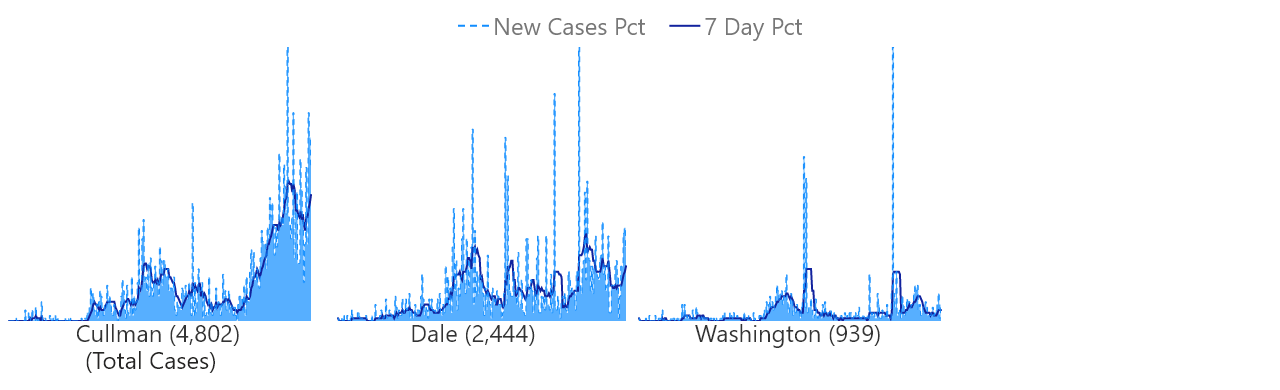 New Cases Pct 7 Day Pct
Cullman (4,802) Dale (2,444) Washington (939)
(Total Cases)